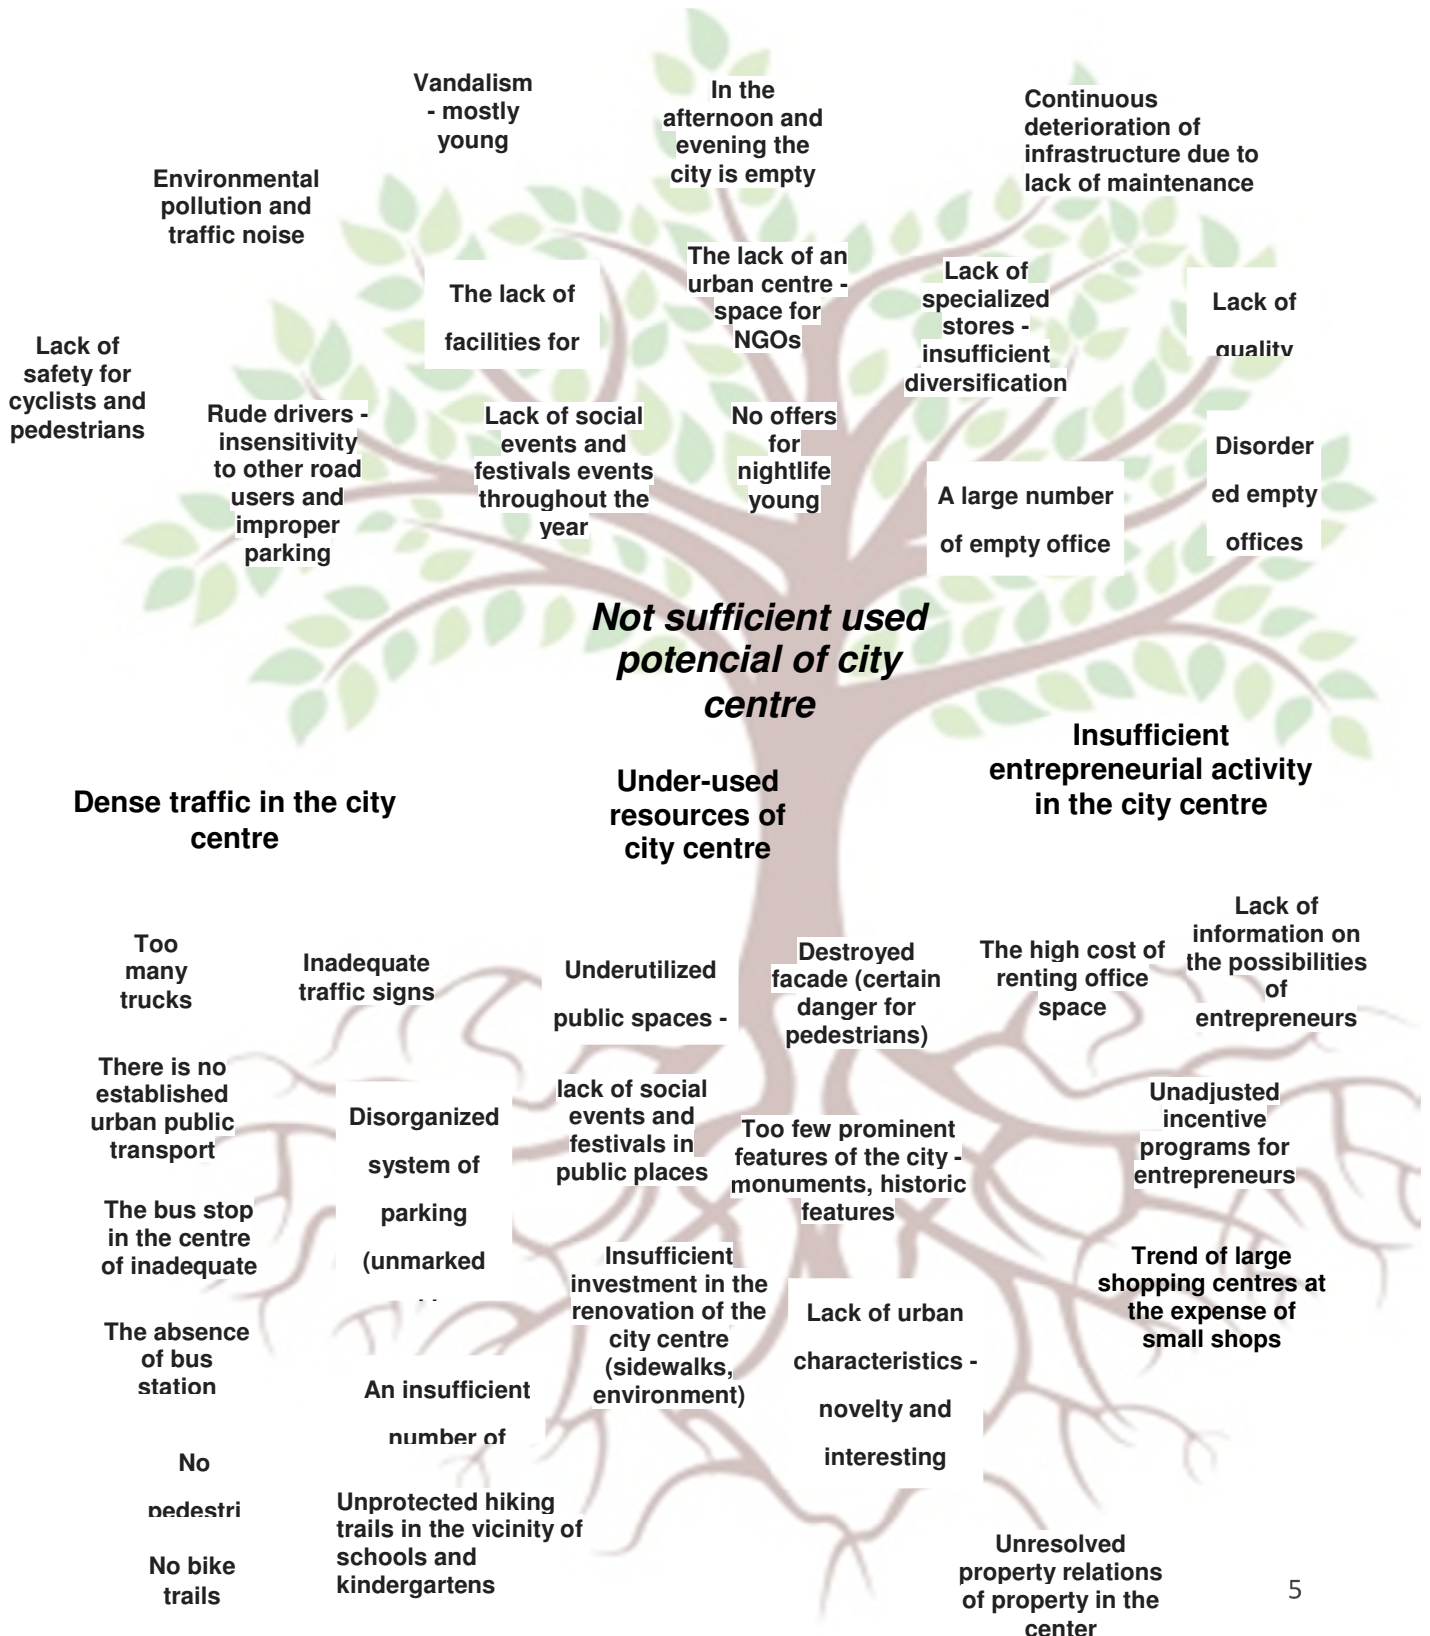 Vandalism
- mostly
young
In the
afternoon and
evening the
city is empty
Continuous
deterioration of
infrastructure due to
lack of maintenance
Environmental
pollution and
traffic noise
The lack of
facilities for
The lack of an
urban centre -
space for
NGOs
Lack of
specialized
stores -
insufficient
diversification
Lack of
quality
Lack of
safety for
cyclists and
pedestrians
Rude drivers -
insensitivity
to other road
users and
improper
parking
Lack of social
events and
festivals events
throughout the
year
No offers
for
nightlife
young
A large number
of empty office
Disorder
ed empty
offices
Not sufficient used
potencial of city
centre
Dense traffic in the city
centre
Under-used
resources of
city centre
Insufficient
entrepreneurial activity
in the city centre
Too
many
trucks
Inadequate
traffic signs
Underutilized
public spaces -
Destroyed
facade (certain
danger for
pedestrians)
The high cost of
renting office
space
Lack of
information on
the possibilities
of
entrepreneurs
There is no
established
urban public
transport
Disorganized
system of
parking
(unmarked
lack of social
events and
festivals in
public places
Too few prominent
features of the city -
monuments, historic
features
Unadjusted
incentive
programs for
entrepreneurs
The bus stop
in the centre
of inadequate
Insufficient
investment in the
renovation of the
city centre
(sidewalks,
environment)
Lack of urban
characteristics -
novelty and
interesting
Trend of large
shopping centres at
the expense of
small shops
The absence
of bus
station
An insufficient
number of
No
pedestri
Unprotected hiking
trails in the vicinity of
schools and
kindergartens
No bike
trails
Unresolved
property relations
of property in the
center
5